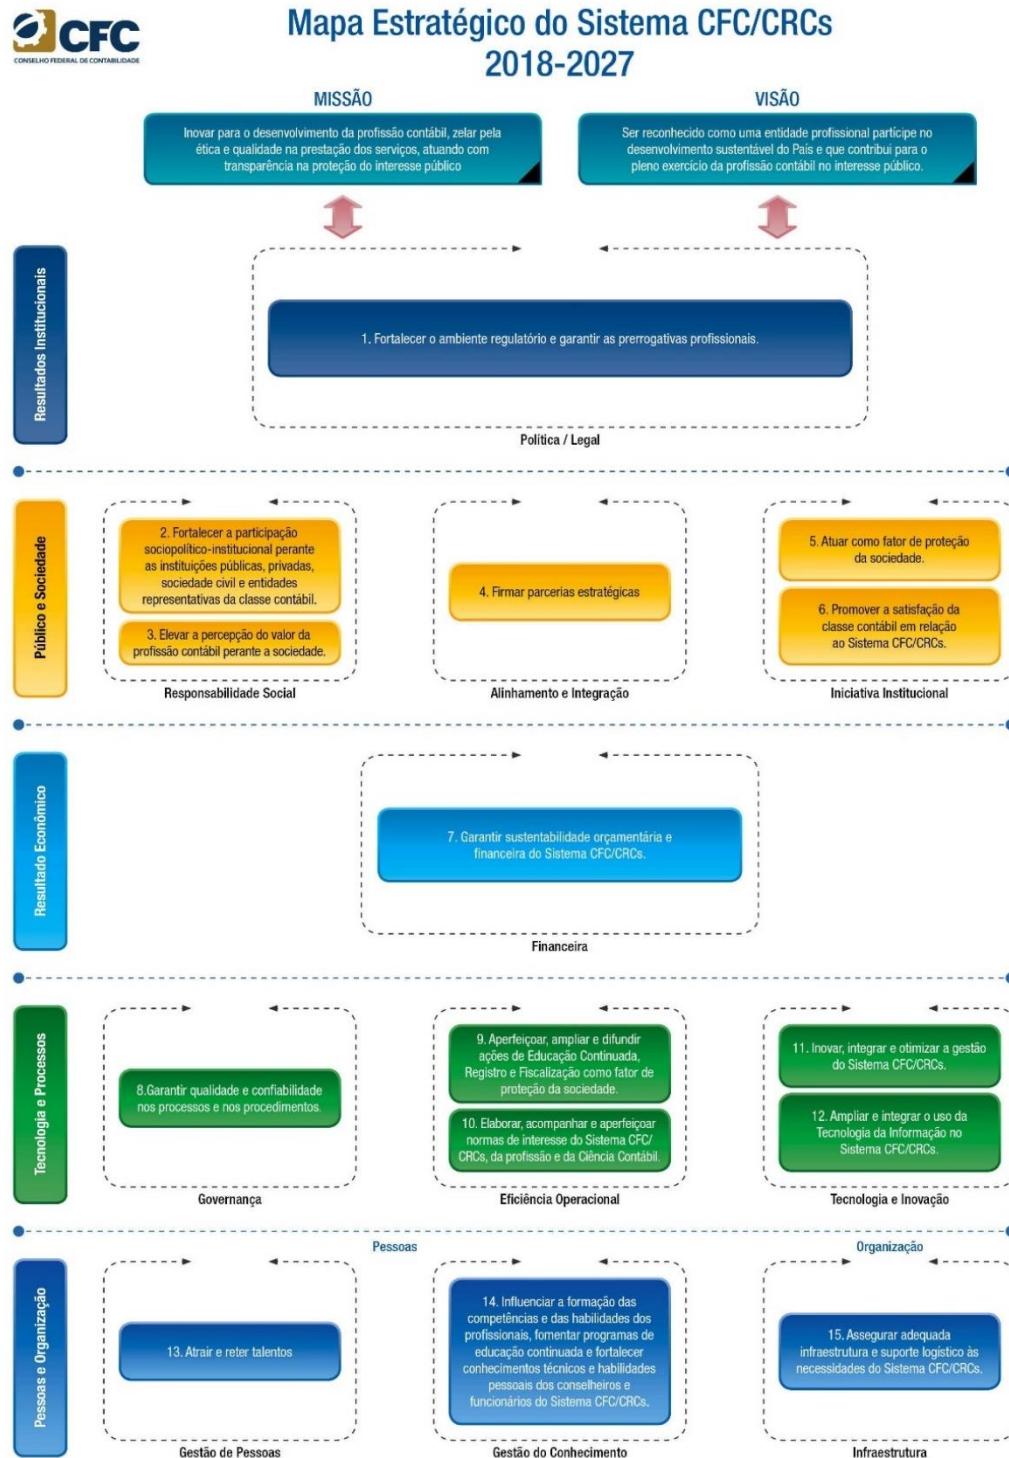 CFC
CONSELHO FEDERAL DE CONTABILIDADE
Mapa Estratégico do Sistema CFC/CRCs
2018-2027
MISSÃO
Inovar para o desenvolvimento da profissão contábil, zelar pela
ética e qualidade na prestação dos serviços, atuando com
transparência na proteção do interesse público
VISÃO
Ser reconhecido como uma entidade profissional partícipe no
desenvolvimento sustentável do País e que contribui para o
pleno exercício da profissão contábil no interesse público.
Resultados Institucionais
1. Fortalecer o ambiente regulatório e garantir as prerrogativas profissionais.
Política / Legal
Público e Sociedade
2. Fortalecer a participação
sociopolítico-institucional perante
as instituições públicas, privadas,
sociedade civil e entidades
representativas da classe contábil.
3. Elevar a percepção do valor da
profissão contábil perante a sociedade.
Responsabilidade Social
4. Firmar parcerias estratégicas
Alinhamento e Integração
5. Atuar como fator de proteção
da sociedade.
6. Promover a satisfação da
classe contábil em relação
ao Sistema CFC/CRCs.
Iniciativa Institucional
Resultado Econômico
7. Garantir sustentabilidade orçamentária e
financeira do Sistema CFC/CRCs.
Financeira
Tecnologia e Processos
8.Garantir qualidade e confiabilidade
nos processos e nos procedimentos.
Governança
9. Aperfeiçoar, ampliar e difundir
ações de Educação Continuada,
Registro e Fiscalização como fator de
proteção da sociedade.
10. Elaborar, acompanhar e aperfeiçoar
normas de interesse do Sistema CFC/
CRCs, da profissão e da Ciência Contábil.
Eficiência Operacional
11. Inovar, integrar e otimizar a gestão
do Sistema CFC/CRCs.
12. Ampliar e integrar o uso da
Tecnologia da Informação no
Sistema CFC/CRCs.
Tecnologia e Inovação
Pessoas
Organização
Pessoas e Organização
13. Atrair e reter talentos
Gestão de Pessoas
14. Influenciar a formação das
competências e das habilidades dos
profissionais, fomentar programas de
educação continuada e fortalecer
conhecimentos técnicos e habilidades
pessoais dos conselheiros e
funcionários do Sistema CFC/CRCs.
Gestão do Conhecimento
15. Assegurar adequada
infraestrutura e suporte logístico às
necessidades do Sistema CFC/CRCs.
Infraestrutura